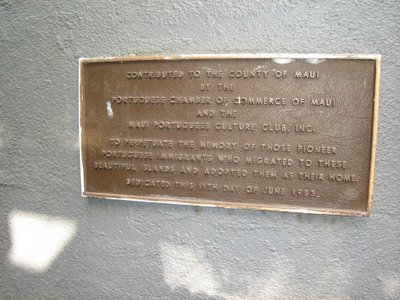 CONTRIBUTED TO THE COUNTY OF MAUI
BY THE
PORTUGUESE CHAMBER OF COMMERCE OF MAUI
AND THE
MAUI PORTUGUESE CULTURE CLUB, INC.
TO PERPETUATE THE MEMORY OF THOSE PIONEER
PORTUGUESE IMMIGRANTS WHO MIGRATED TO THESE
BEAUTIFUL ISLANDS AND ADOPTED THEM AS THEIR HOME.
DEDICATED THIS 11TH DAY OF JUNE 1983.